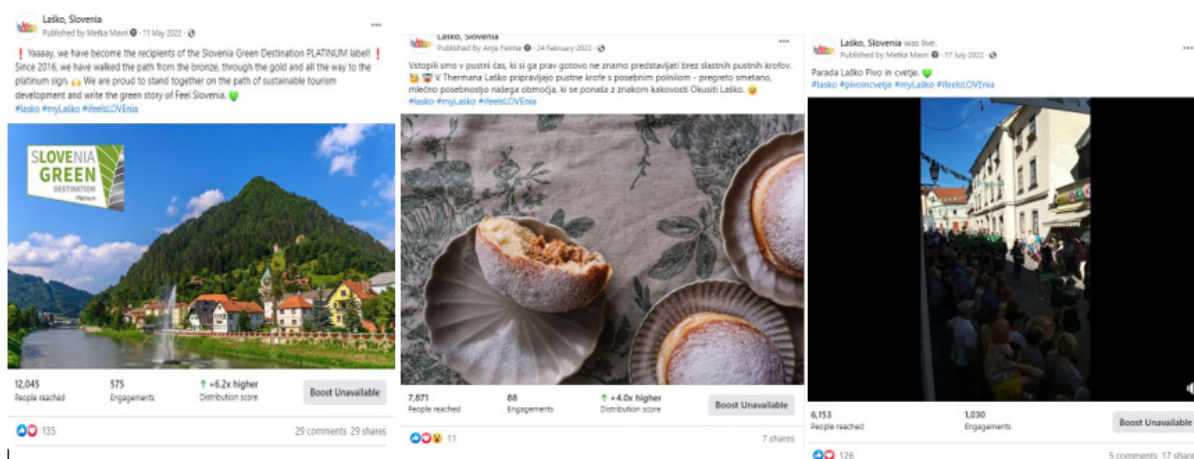 Laško, Slovenia
Published by Metka Mavri · 11 May 2022 ·
❗ Yaaaay, we have become the recipients of the Slovenia Green Destination PLATINUM label! ❗
Since 2016, we have walked the path from the bronze, through the gold and all the way to the
platinum sign. 🙌 We are proud to stand together on the path of sustainable tourism
development and write the green story of Feel Slovenia. 💚
#lasko #myLaško #ifeelsLOVEnia
SLOVENIA
GREEN
DESTINATION
Platinum
12,045
People reached
575
Engagements
+6.2x higher
Distribution score
Boost Unavailable
135
29 comments 29 shares
Laško, Slovenia
Published by Anja Farina · 24 February 2022 ·
Vstopili smo v pustni čas, ki si ga prav gotovo ne znamo predstavljati brez slastnih pustnih krofov.
V Thermana Laško pripravljajo pustne krofe s posebnim polnilom - pregreto smetano,
mlečno posebnostjo našega območja, ki se ponaša z znakom kakovosti Okusiti Laško. 😉
#lasko #myLaško #ifeelsLOVEnia
7,871
People reached
88
Engagements
+4.0x higher
Distribution score
Boost Unavailable
11
7 shares
Laško, Slovenia was live.
Published by Metka Mavri · 17 July 2022 ·
Parada Laško Pivo in cvetje. 💚
#lasko #pivoincvetje #myLaško #ifeelsLOVEnia
6,153
People reached
1,030
Engagements
Boost Unavailable
126
5 comments 17 share